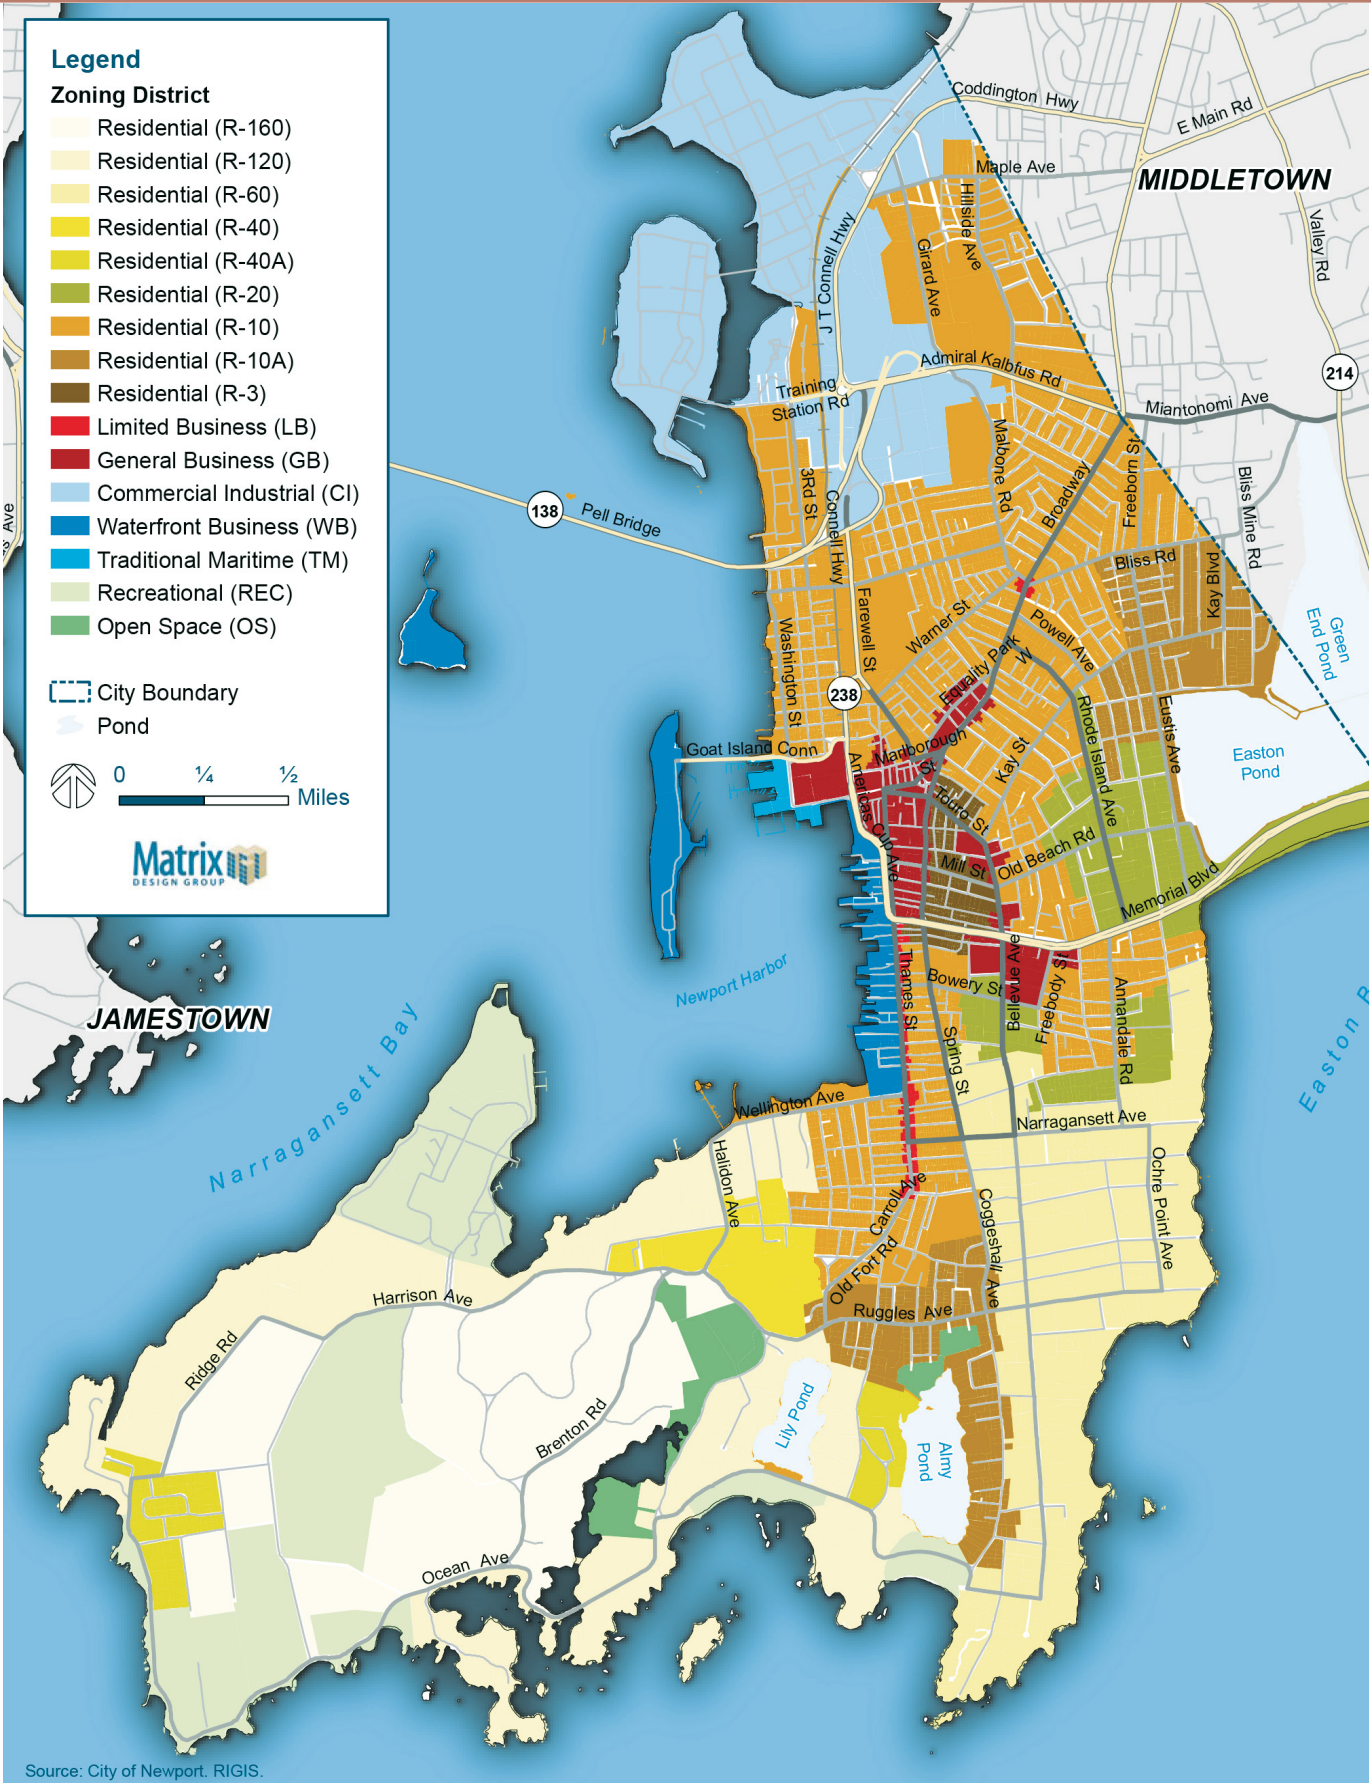 Legend
Zoning District
Residential (R-160)
Residential (R-120)
Residential (R-60)
Residential (R-40)
Residential (R-40A)
Residential (R-20)
Residential (R-10)
Residential (R-10A)
Residential (R-3)
Limited Business (LB)
General Business (GB)
Commercial Industrial (CI)
Waterfront Business (WB)
Traditional Maritime (TM)
Recreational (REC)
Open Space (OS)
City Boundary
Pond
0 ¼ ½
Miles
Matrix
DESIGN GROUP
Coddington Hwy
E Main Rd
Maple Ave
MIDDLETOWN
Valley Rd
Hillside Ave
Girard Ave
J T Connell Hwy
Admiral Kalbfus Rd
214
Training
Station Rd
Miantonomi Ave
Malbone Rd
Broadway
Freeborn St
Bliss Mine Rd
3Rd St
Connell Hwy
138
Pell Bridge
Ave
Bliss Rd
Kay Blvd
Farewell St
Warner St
Powell Ave
Green
End Pond
Washington St
Equality Park
W
238
Rhode Island Ave
Eustis Ave
Goat Island Conn
Marlborough
St
Kay St
Easton
Pond
Americas Cup Ave
Touro St
Mill St
Old Beach Rd
Memorial Blvd
Newport Harbor
Thames St
Bowery St
Bellevue Ave
Freebody St
Annandale Rd
Spring St
JAMESTOWN
Narragansett Bay
Easton B
Wellington Ave
Narragansett Ave
Halidon Ave
Ochre Point Ave
Carroll Ave
Coggeshall Ave
Old Fort Rd
Harrison Ave
Ruggles Ave
Ridge Rd
Brenton Rd
Lily Pond
Almy
Pond
Ocean Ave
Source: City of Newport. RIGIS.